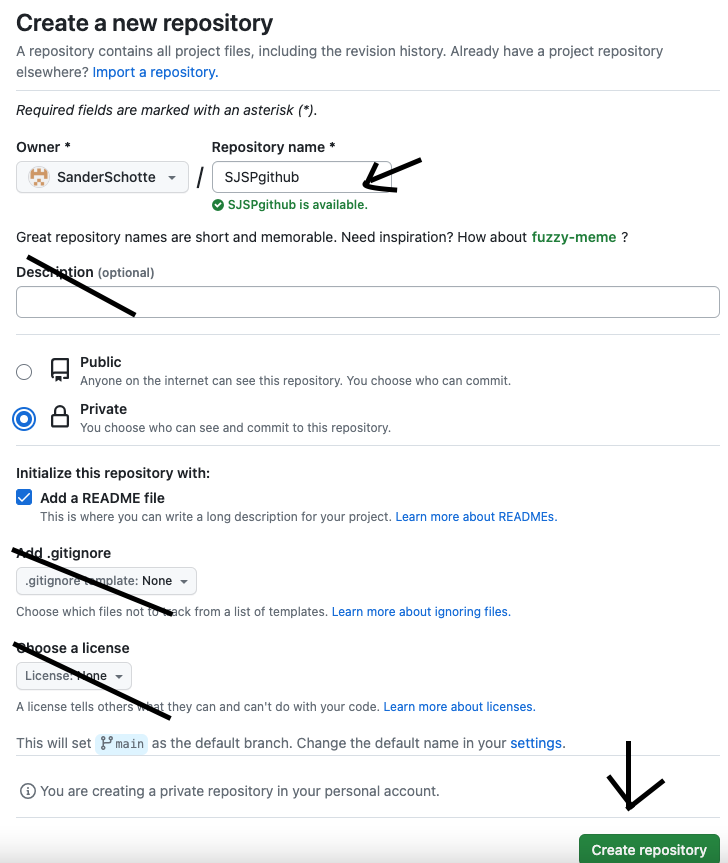 Create a new repository
A repository contains all project files, including the revision history. Already have a project repository
elsewhere? Import a repository.
Required fields are marked with an asterisk (*).
Owner * Repository name *
SanderSchotte / SJSPgithub
SJSPgithub is available.
Great repository names are short and memorable. Need inspiration? How about fuzzy-meme ?
Description (optional)
Public
Anyone on the internet can see this repository. You choose who can commit.
Private
You choose who can see and commit to this repository.
Initialize this repository with:
Add a README file
This is where you can write a long description for your project. Learn more about READMEs.
Add .gitignore
.gitignore template: None
Choose which files not to track from a list of templates. Learn more about ignoring files.
Choose a license
License: None
A license tells others what they can and can't do with your code. Learn more about licenses.
This will set main as the default branch. Change the default name in your settings.
You are creating a private repository in your personal account.
Create repository